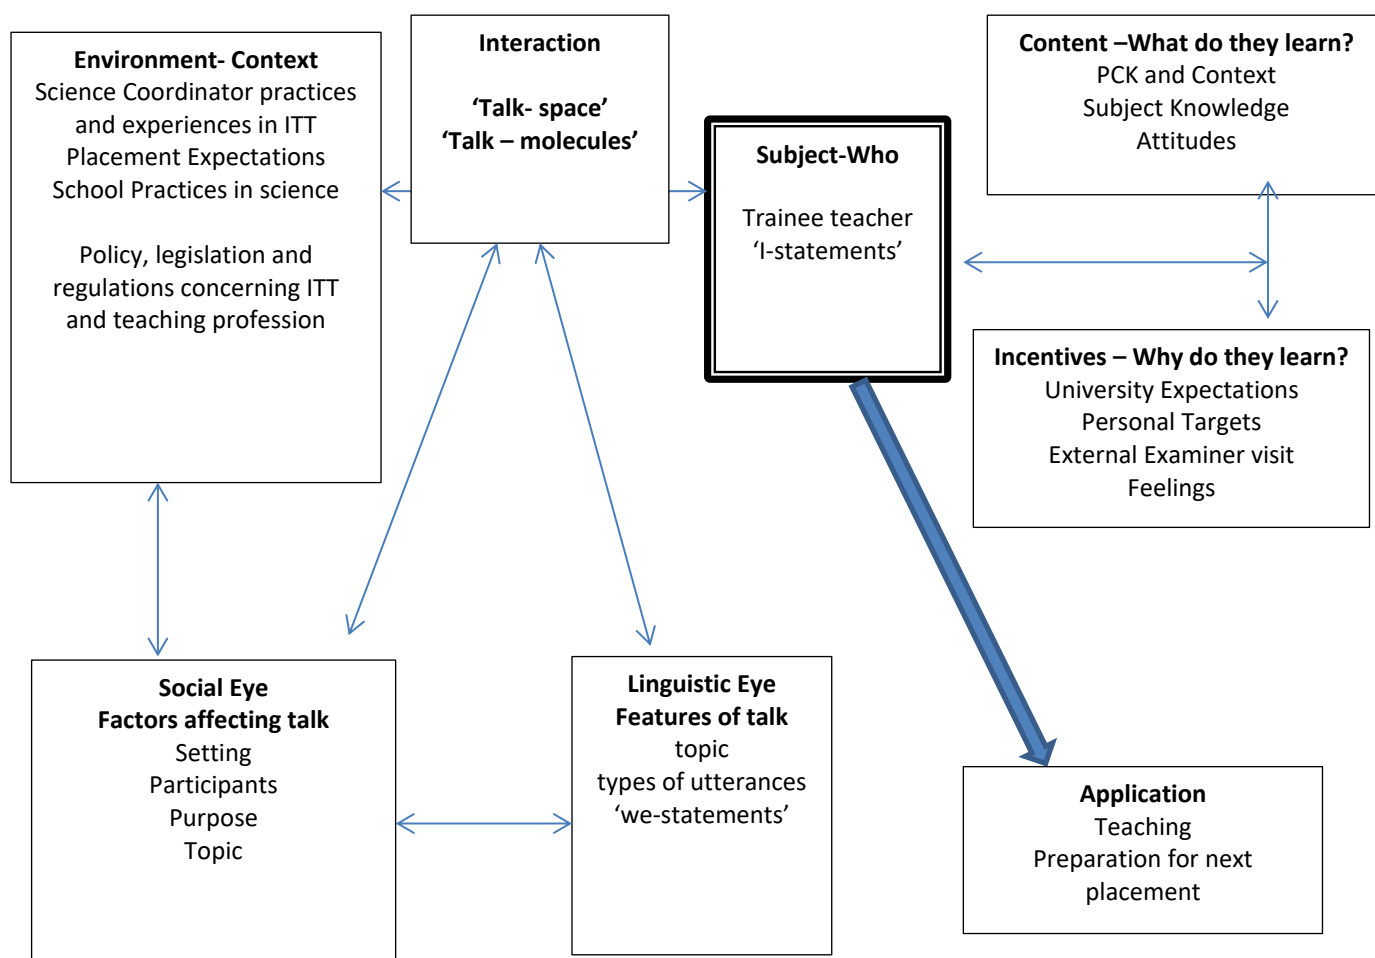 Environment- Context
Science Coordinator practices
and experiences in ITT
Placement Expectations
School Practices in science
Policy, legislation and
regulations concerning ITT
and teaching profession
Interaction
‘Talk- space’
‘Talk – molecules’
Subject-Who
Trainee teacher
‘I-statements’
Content –What do they learn?
PCK and Context
Subject Knowledge
Attitudes
Incentives – Why do they learn?
University Expectations
Personal Targets
External Examiner visit
Feelings
Social Eye
Factors affecting talk
Setting
Participants
Purpose
Topic
Linguistic Eye
Features of talk
topic
types of utterances
‘we-statements’
Application
Teaching
Preparation for next
placement